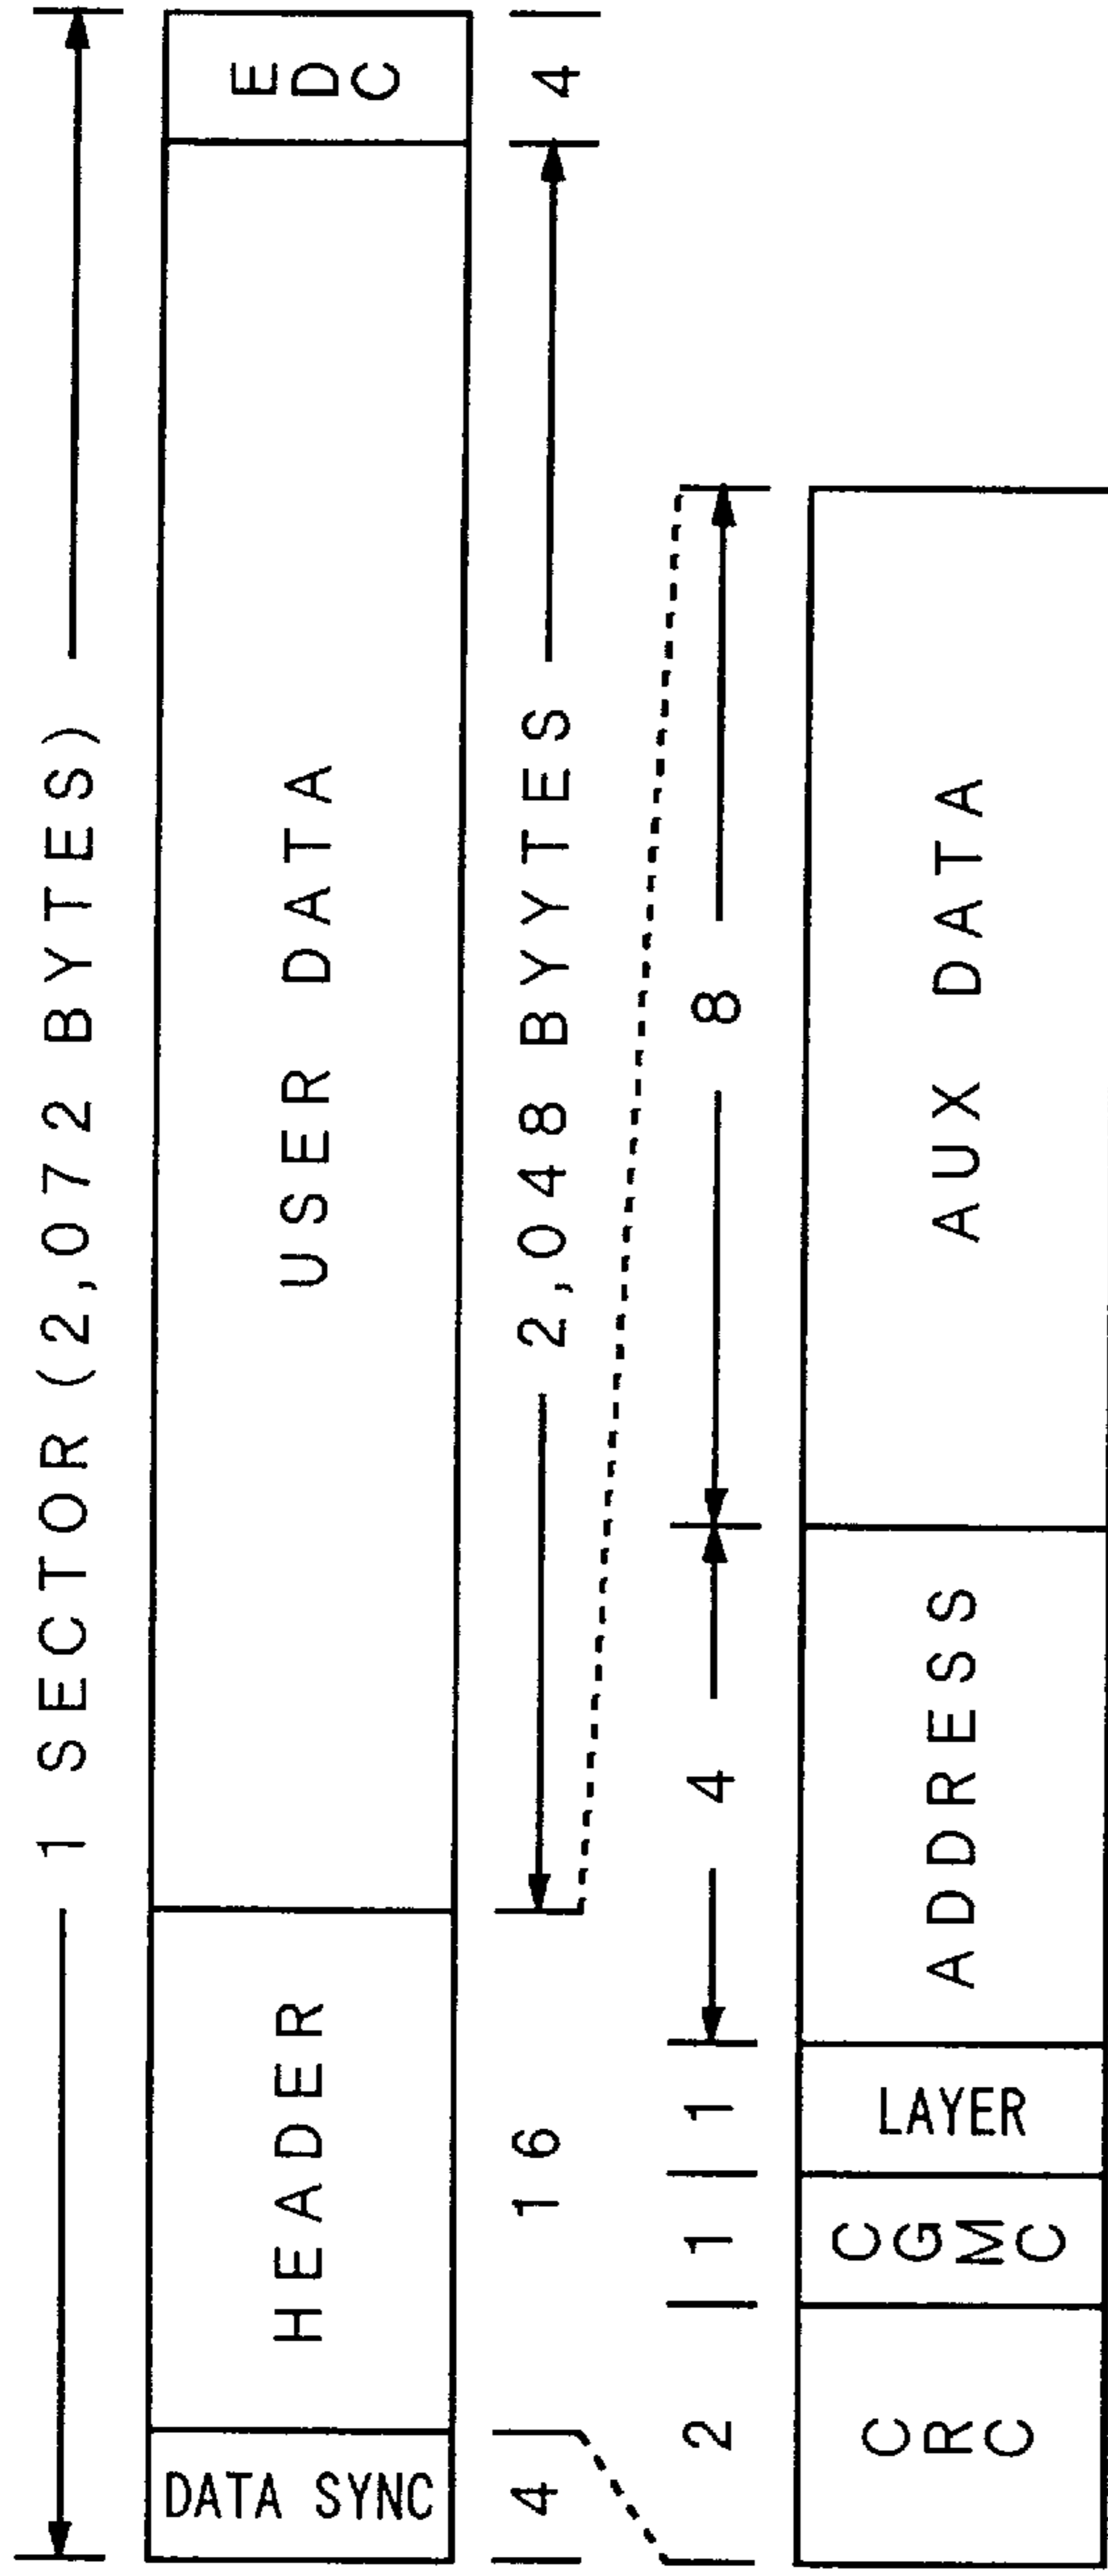 1 SECTOR (2,072 BYTES)
DATA SYNC
HEADER
USER DATA
EDC
4
16
2,048 BYYTES
4
2
1
1
4
8
CRC
CGMC
LAYER
ADDRESS
AUX DATA